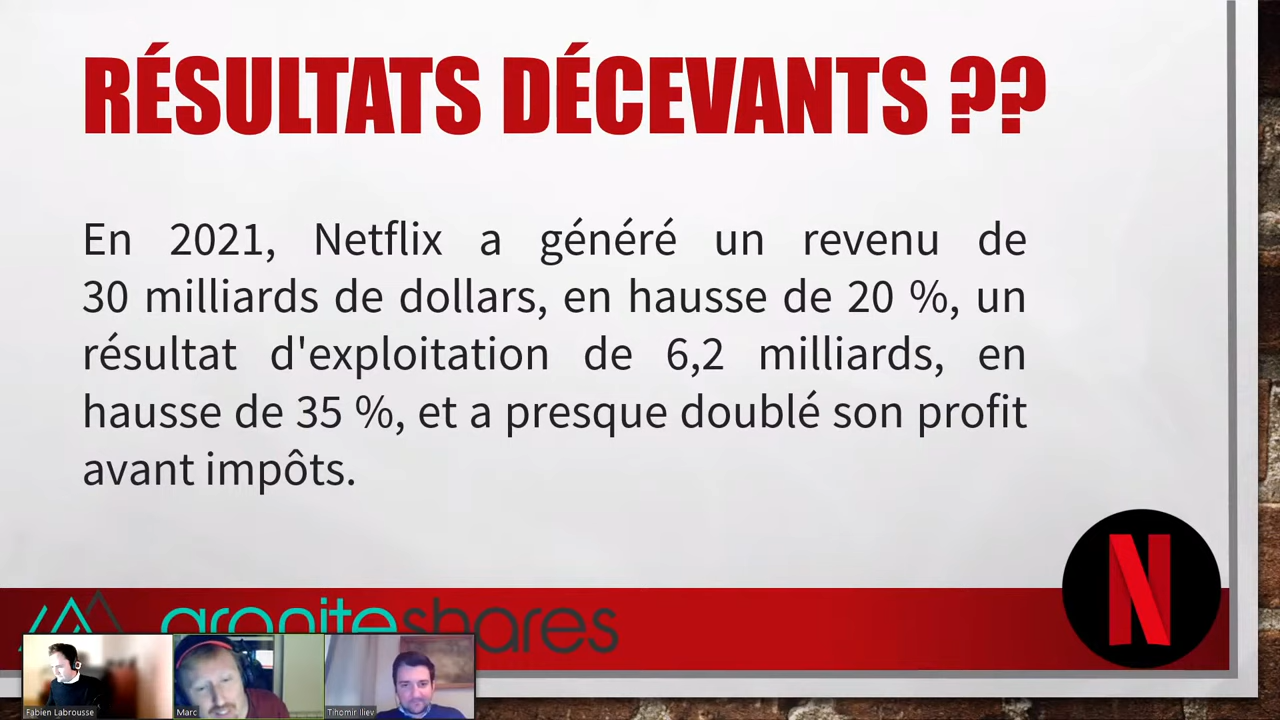 RÉSULTATS DÉCEVANTS ??
En 2021, Netflix a généré un revenu de
30 milliards de dollars, en hausse de 20 %, un
résultat d'exploitation de 6,2 milliards, en
hausse de 35 %, et a presque doublé son profit
avant impôts.
graniteshares
N
Fabien Labrousse
Marc
Tihomir Iliev